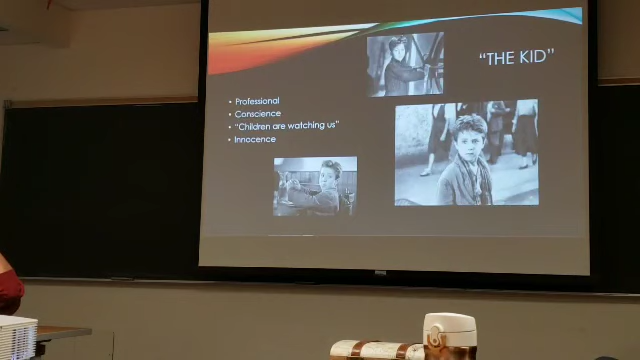 "THE KID"
Professional
Conscience
"Children are watching us"
Innocence